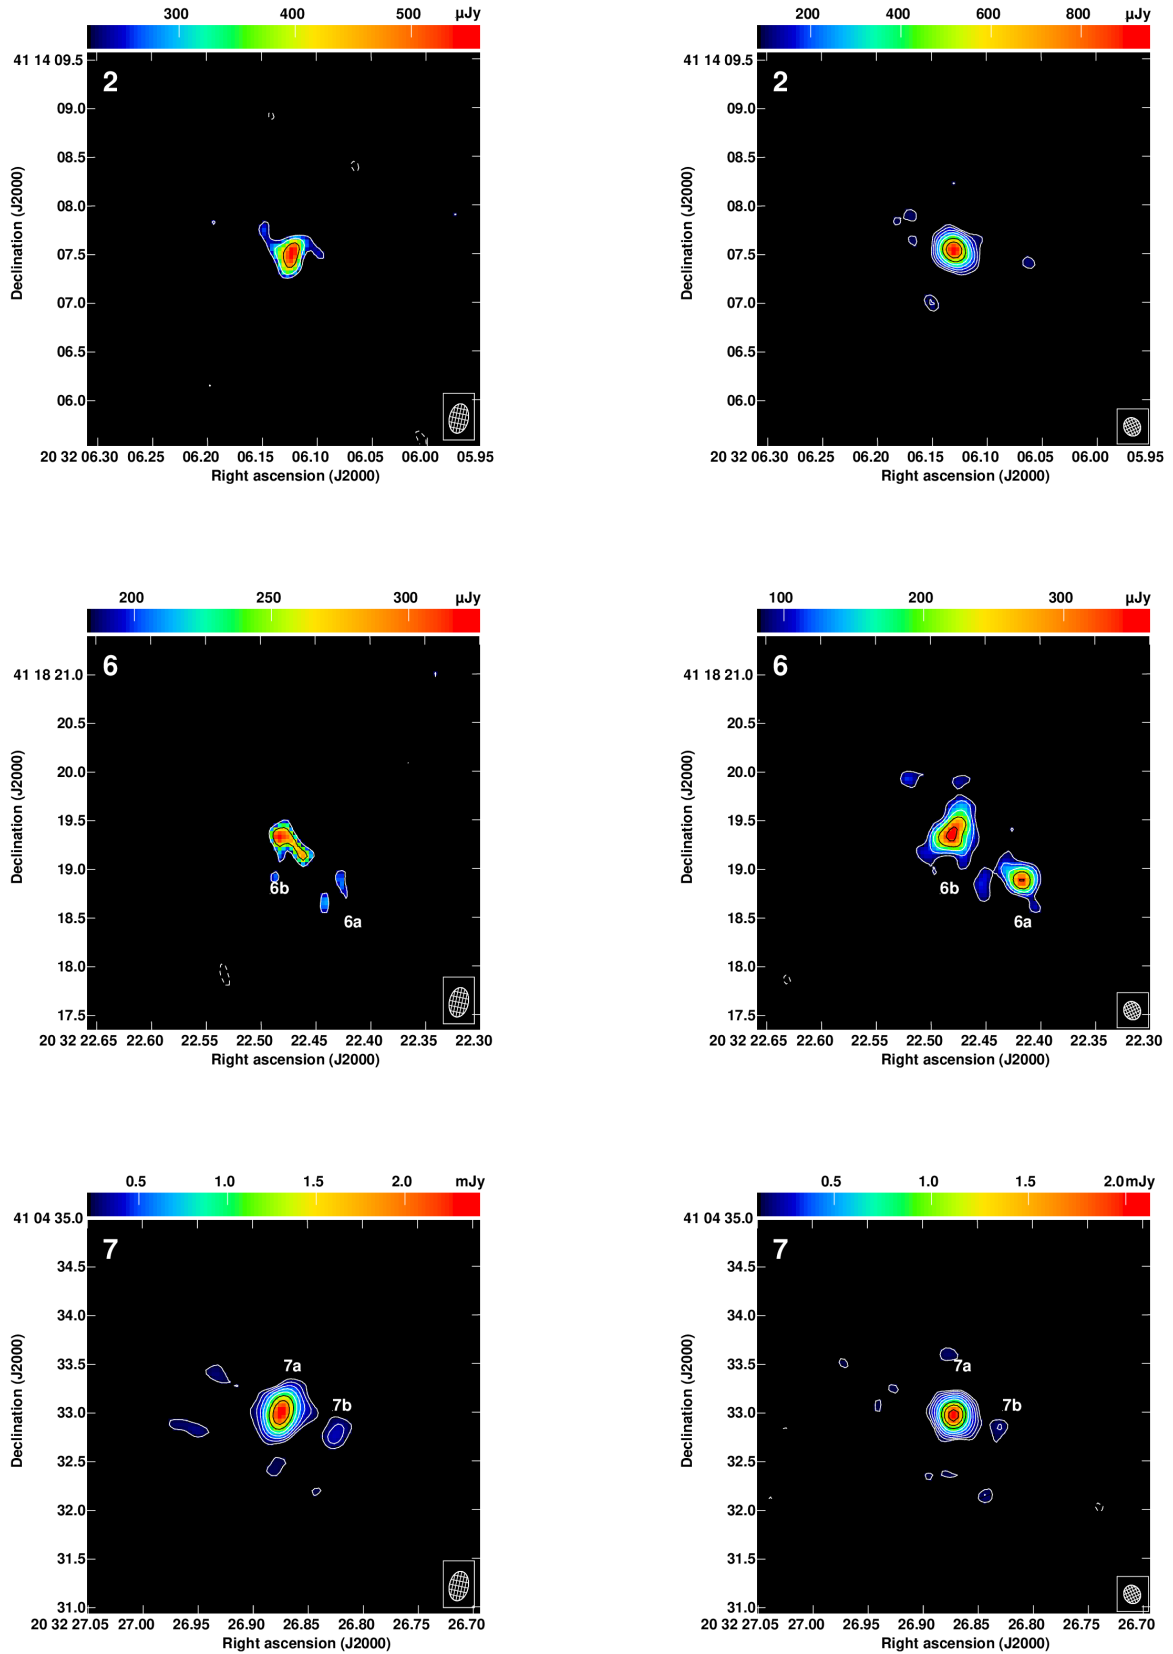 300 400 500 µJy
41 14 09.5
2
09.0
08.5
08.0
07.5
07.0
06.5
06.0
Declination (J2000)
20 32 06.30 06.25 06.20 06.15 06.10 06.05 06.00 05.95
Right ascension (J2000)
200 400 600 800 µJy
41 14 09.5
2
09.0
08.5
08.0
07.5
07.0
06.5
06.0
Declination (J2000)
20 32 06.30 06.25 06.20 06.15 06.10 06.05 06.00 05.95
Right ascension (J2000)
200 250 300 µJy
6
41 18 21.0
20.5
20.0
19.5
19.0
18.5
18.0
17.5
Declination (J2000)
6b
6a
20 32 22.65 22.60 22.55 22.50 22.45 22.40 22.35 22.30
Right ascension (J2000)
100 200 300 µJy
6
41 18 21.0
20.5
20.0
19.5
19.0
18.5
18.0
17.5
Declination (J2000)
6b
6a
20 32 22.65 22.60 22.55 22.50 22.45 22.40 22.35 22.30
Right ascension (J2000)
0.5 1.0 1.5 2.0 mJy
41 04 35.0
7
34.5
34.0
33.5
33.0
32.5
32.0
31.5
31.0
Declination (J2000)
7a
7b
20 32 27.05 27.00 26.95 26.90 26.85 26.80 26.75 26.70
Right ascension (J2000)
0.5 1.0 1.5 2.0mJy
41 04 35.0
7
34.5
34.0
33.5
33.0
32.5
32.0
31.5
31.0
Declination (J2000)
7a
7b
20 32 27.05 27.00 26.95 26.90 26.85 26.80 26.75 26.70
Right ascension (J2000)